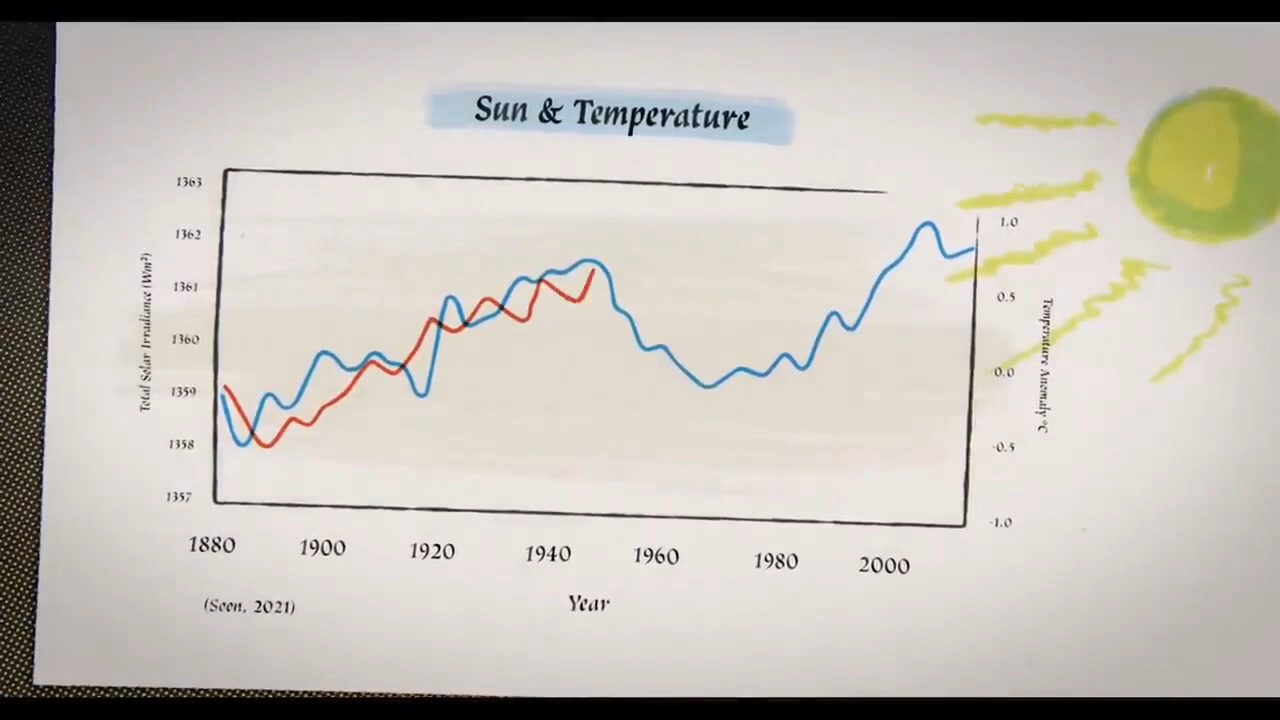 Sun & Temperature
1363
1362
1361
1360
1359
1358
1357
Total Solar Irradiance (Wm²)
1.0
0.5
0.0
-0.5
-1.0
Temperature Anomaly °C
1880 1900 1920 1940 1960 1980 2000
Year
(Soon, 2021)